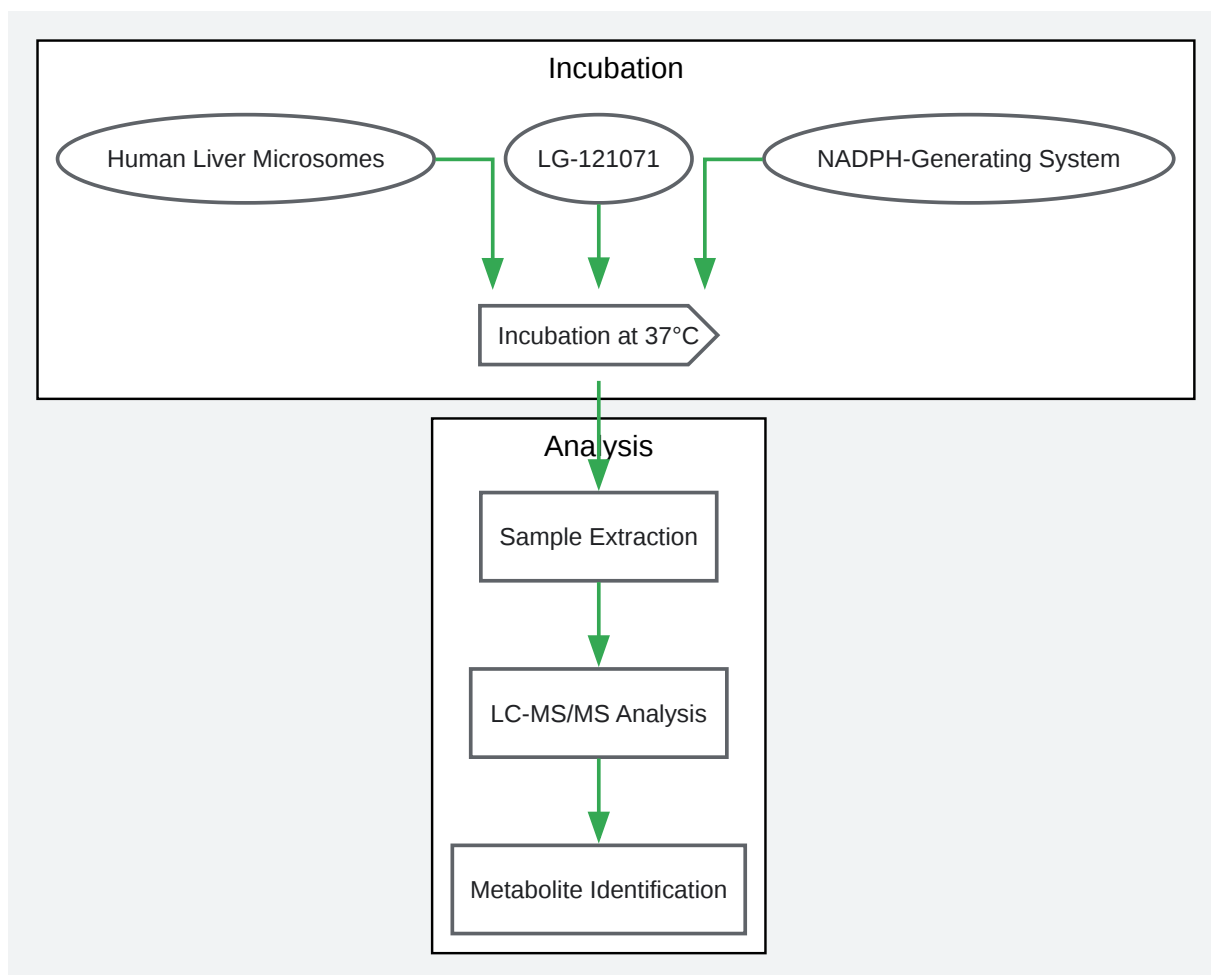 Incubation
Human Liver Microsomes
LG-121071
NADPH-Generating System
Incubation at 37°C
Analysis
Sample Extraction
LC-MS/MS Analysis
Metabolite Identification